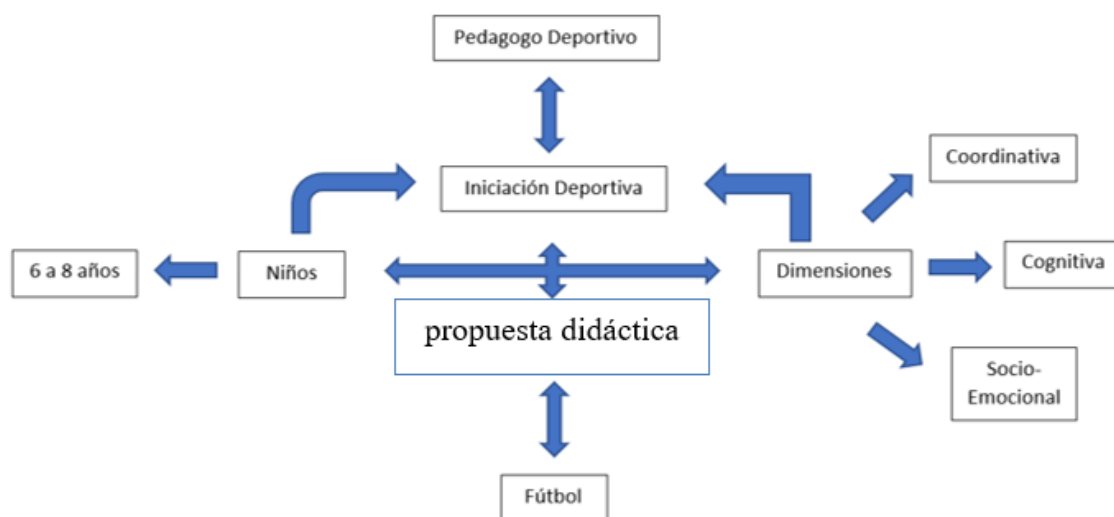 Pedagogo Deportivo
Iniciación Deportiva
Coordinativa
6 a 8 años
Niños
Dimensiones
Cognitiva
propuesta didáctica
Socio-
Emocional
Fútbol